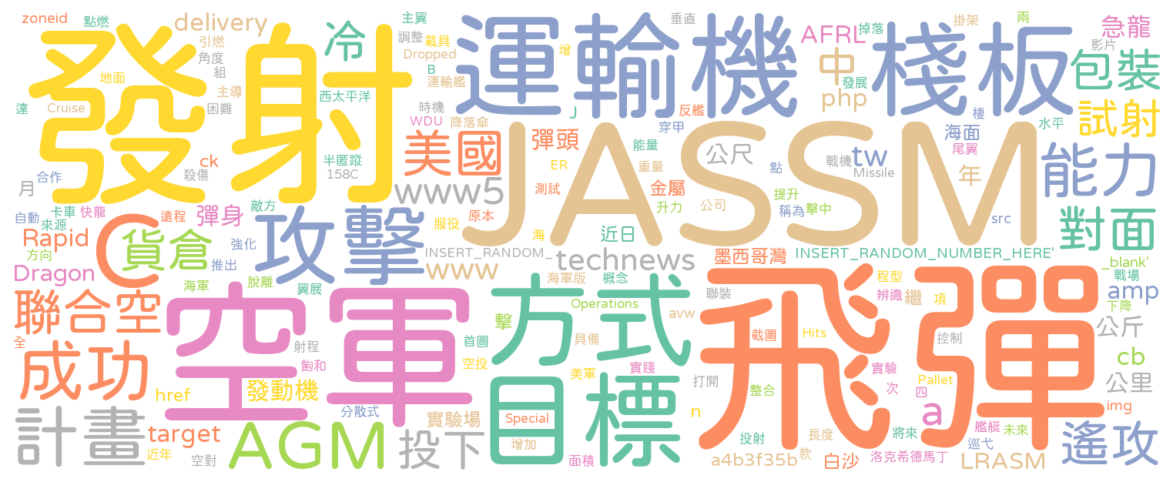 zoneid
點燃
delivery
主翼
垂直
掛架
兩
急龍
發射
引燃
冷
調整
載具
運輸機
AFRL
掉落
棧板
影片
角度
Dropped
增
中
包裝
地面
組
B
運輸艦
發展
達
Cruise
主導
西太平洋
時機
反艦
php
棲
試射
困難
WDU
降落傘
J
穿甲
JASSM
海面
水平
美國
彈頭
能量
公尺
戰機
tw
尾翼
能力
月
合作
ck
殺傷
半匿蹤
158C
www5
ER
重量
金屬
點
Missile
年
自動
卡車
快龍
遠程
彈身
敵方
攻擊
服役
原本
測試
升力
公司
提升
稱為
擊中
src
對面
來源
方向
Rapid
C
貨倉
強化
推出
海
近日
INSERT_RANDOM_
technews
墨西哥灣
INSERT_RANDOM_NUMBER_HERE'
_blank'
戰場
Dragon
海軍
脫離
翼展
www
海軍版
概念
聯裝
程型
辨識
繼
項
amp
下降
聯合空
空軍
方式
擊
Operations
avw
飛彈
公斤
全
射程
首圖
具備
截圖
Hits
控制
cb
成功
飽和
空投
美軍
實踐
打開
整合
實驗
次
Pallet
四
公里
href
發動機
目標
n
a
img
計畫
target
分散式
實驗場
Special
投射
長度
將來
艦艇
未來
遙攻
近年
空對
AGM
投下
增加
面積
a4b3f35b
款
白沙
洛克希德馬丁
巡弋
LRASM